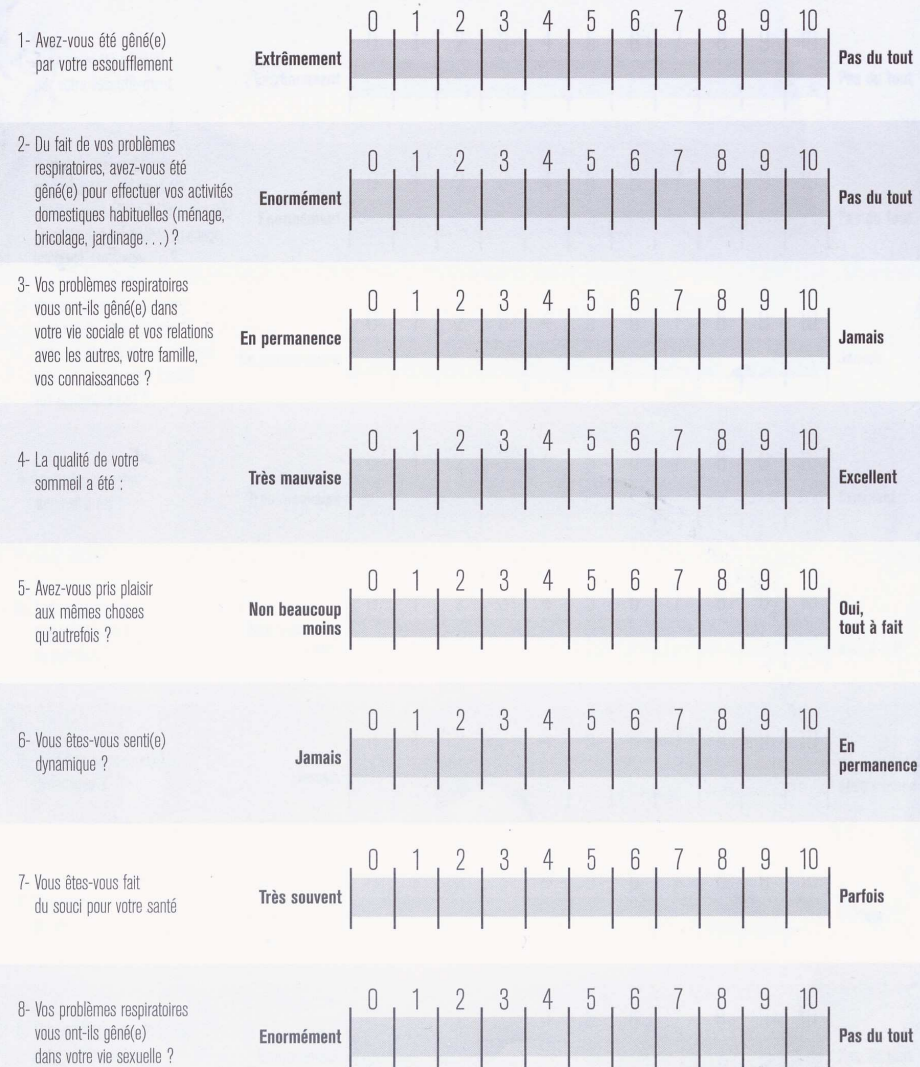 0 1 2 3 4 5 6 7 8 9 10
1- Avez-vous été gêné(e)
par votre essoufflement
Extrêmement
Pas du tout
0 1 2 3 4 5 6 7 8 9 10
2- Du fait de vos problèmes
respiratoires, avez-vous été
gêné(e) pour effectuer vos activités
domestiques habituelles (ménage,
bricolage, jardinage...) ?
Enormément
Pas du tout
0 1 2 3 4 5 6 7 8 9 10
3- Vos problèmes respiratoires
vous ont-ils gêné(e) dans
votre vie sociale et vos relations
avec les autres, votre famille,
vos connaissances ?
En permanence
Jamais
0 1 2 3 4 5 6 7 8 9 10
4- La qualité de votre
sommeil a été :
Très mauvaise
Excellent
0 1 2 3 4 5 6 7 8 9 10
5- Avez-vous pris plaisir
aux mêmes choses
qu'autrefois ?
Non beaucoup
moins
Oui,
tout à fait
0 1 2 3 4 5 6 7 8 9 10
6- Vous êtes-vous senti(e)
dynamique ?
Jamais
En
permanence
0 1 2 3 4 5 6 7 8 9 10
7- Vous êtes-vous fait
du souci pour votre santé
Très souvent
Parfois
0 1 2 3 4 5 6 7 8 9 10
8- Vos problèmes respiratoires
vous ont-ils gêné(e)
dans votre vie sexuelle ?
Enormément
Pas du tout